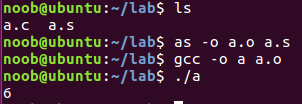 noob@ubuntu:~/lab$ ls
a.c  a.s
noob@ubuntu:~/lab$ as -o a.o a.s
noob@ubuntu:~/lab$ gcc -o a a.o
noob@ubuntu:~/lab$ ./a
6